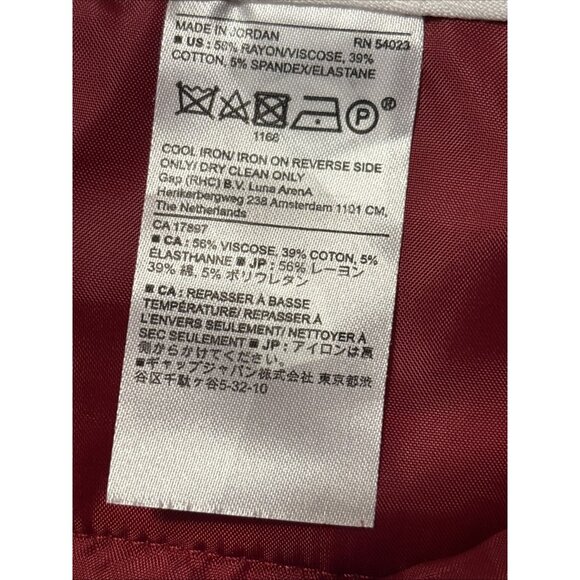 MADE IN JORDAN RN 54023
■ US : 56% RAYON/VISCOSE, 39%
COTTON, 5% SPANDEX/ELASTANE
P ®
1168
COOL IRON/ IRON ON REVERSE SIDE
ONLY/ DRY CLEAN ONLY
Gap (RHC) B.V. Luna ArenA
Herikerbergweg 238 Amsterdam 1101 CM,
The Netherlands
CA 17897
■ CA : 56% VISCOSE, 39% COTON, 5%
ÉLASTHANNE ■ JP : 56% レーヨン
39% 綿, 5% ポリウレタン
■ CA : REPASSER À BASSE
TEMPÉRATURE/ REPASSER À
L'ENVERS SEULEMENT/ NETTOYER À
SEC SEULEMENT ■ JP : アイロンは裏
側からかけてください。
■ギャップジャパン株式会社 東京都渋
谷区千駄ヶ谷5-32-10